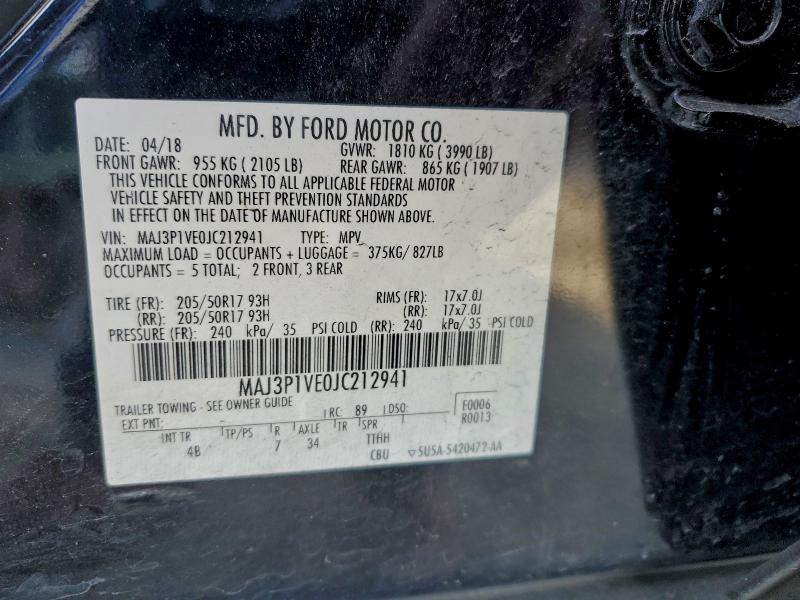 MFD. BY FORD MOTOR CO.
DATE: 04/18 GVWR: 1810 KG ( 3990 LB)
FRONT GAWR: 955 KG ( 2105 LB) REAR GAWR: 865 KG ( 1907 LB)
THIS VEHICLE CONFORMS TO ALL APPLICABLE FEDERAL MOTOR
VEHICLE SAFETY AND THEFT PREVENTION STANDARDS
IN EFFECT ON THE DATE OF MANUFACTURE SHOWN ABOVE.
VIN: MAJ3P1VE0JC212941 TYPE: MPV
MAXIMUM LOAD = OCCUPANTS + LUGGAGE = 375KG/ 827LB
OCCUPANTS = 5 TOTAL; 2 FRONT, 3 REAR
TIRE (FR): 205/50R17 93H RIMS (FR): 17x7.0J
(RR): 205/50R17 93H (RR): 17x7.0J
PRESSURE (FR): 240 kPa/ 35 PSI COLD (RR): 240 kPa/ 35 PSI COLD
MAJ3P1VE0JC212941
TRAILER TOWING - SEE OWNER GUIDE
EXT PNT: RC: 89 DSO: F0006
R0013
INT TR TP/PS R AXLE TR SPR
4B 7 34 TTHH
CBU ▽5U5A-5420472-AA